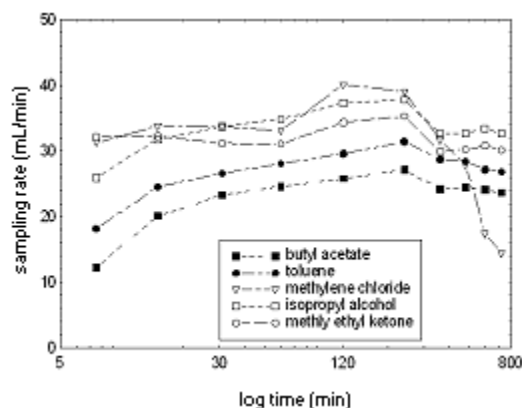 50
40
30
20
10
0
sampling rate (mL/min)
butyl acetate
toluene
methylene chloride
isopropyl alcohol
methly ethyl ketone
5 30 120 800
log time (min)